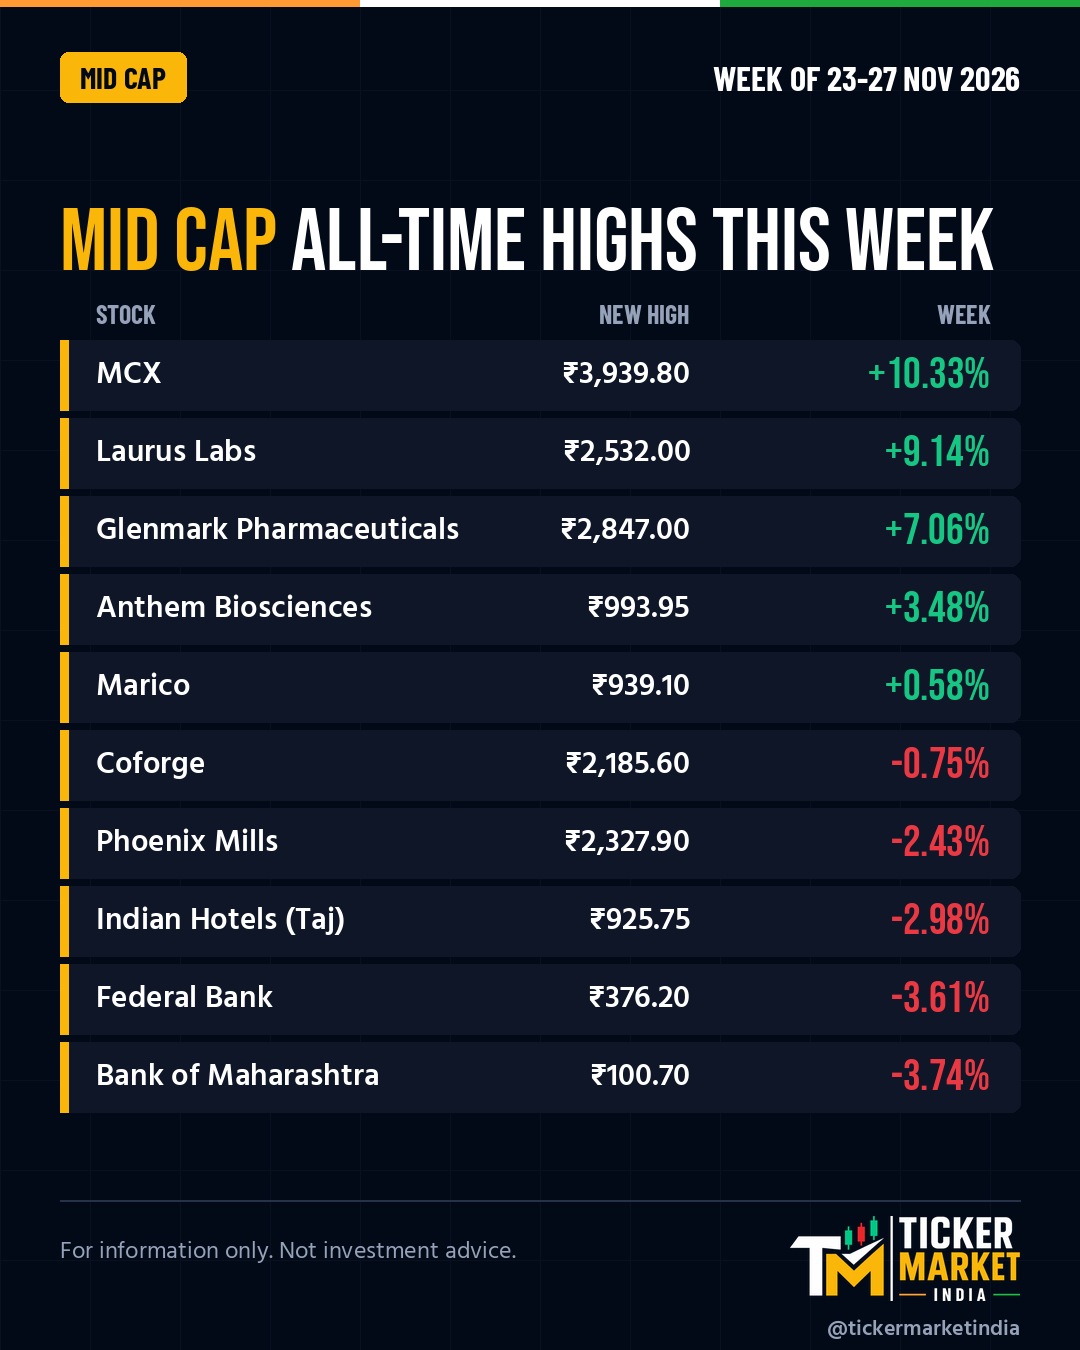 MID CAP
WEEK OF 23-27 NOV 2026
MID CAP ALL-TIME HIGHS THIS WEEK
STOCK NEW HIGH WEEK
MCX ₹3,939.80 +10.33%
Laurus Labs ₹2,532.00 +9.14%
Glenmark Pharmaceuticals ₹2,847.00 +7.06%
Anthem Biosciences ₹993.95 +3.48%
Marico ₹939.10 +0.58%
Coforge ₹2,185.60 -0.75%
Phoenix Mills ₹2,327.90 -2.43%
Indian Hotels (Taj) ₹925.75 -2.98%
Federal Bank ₹376.20 -3.61%
Bank of Maharashtra ₹100.70 -3.74%
For information only. Not investment advice.
TM
TICKER
MARKET
INDIA
@tickermarketindia